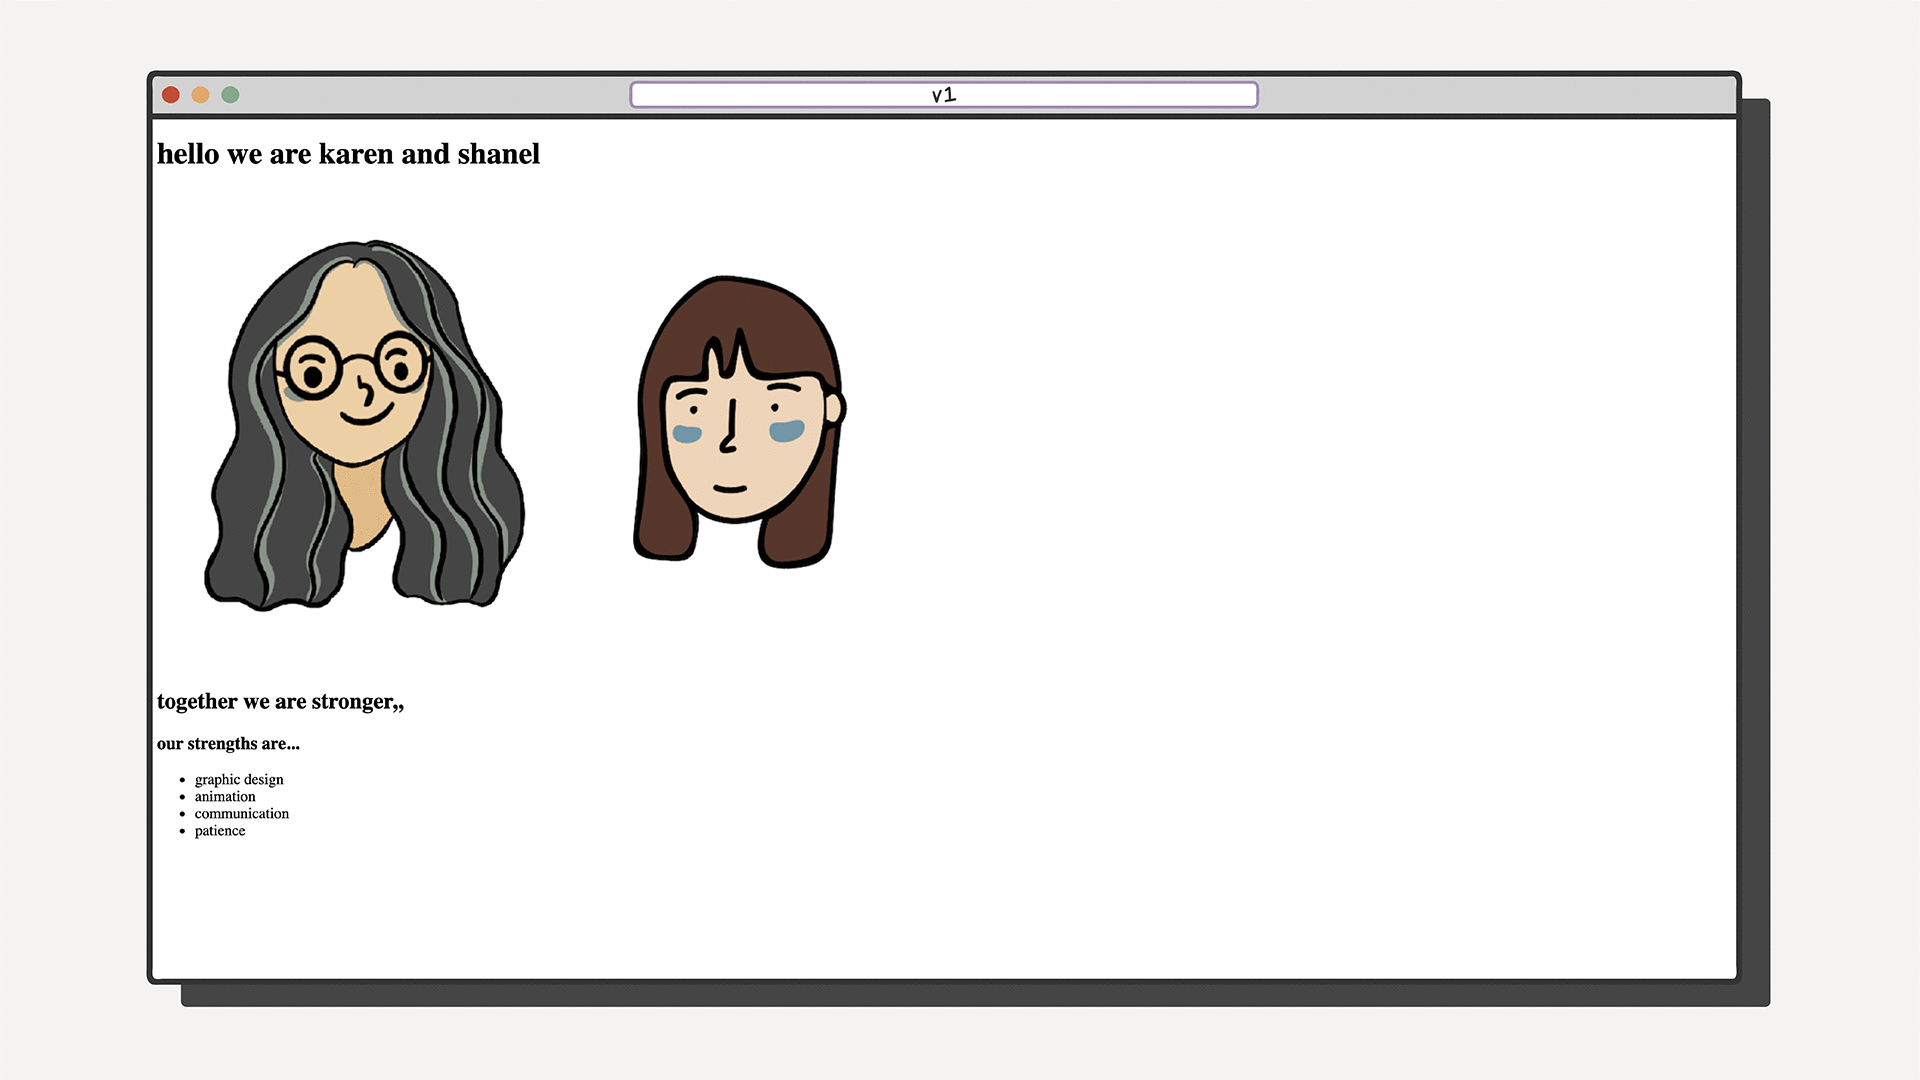 v1
hello we are karen and shanel
together we are stronger,,
our strengths are...
graphic design
animation
communication
patience